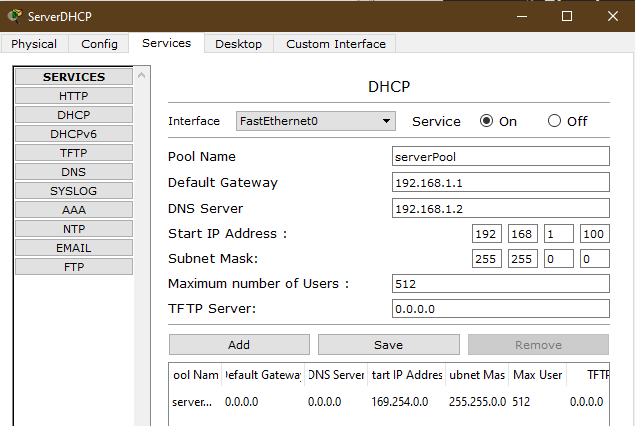 ServerDHCP
Physical Config Services Desktop Custom Interface
SERVICES
HTTP
DHCP
DHCPv6
TFTP
DNS
SYSLOG
AAA
NTP
EMAIL
FTP
DHCP
Interface FastEthernet0 Service On Off
Pool Name serverPool
Default Gateway 192.168.1.1
DNS Server 192.168.1.2
Start IP Address : 192 168 1 100
Subnet Mask: 255 255 0 0
Maximum number of Users : 512
TFTP Server: 0.0.0.0
Add Save Remove
ool Nam efault Gateway DNS Server tart IP Addres ubnet Mas Max User TFTP
server... 0.0.0.0 0.0.0.0 169.254.0.0 255.255.0.0 512 0.0.0.0